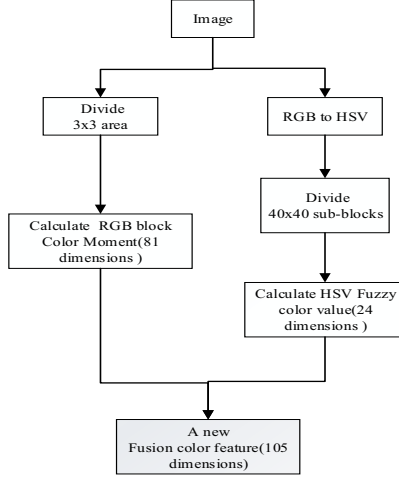 Image
Divide
3x3 area
RGB to HSV
Divide
40x40 sub-blocks
Calculate RGB block
Color Moment(81
dimensions )
Calculate HSV Fuzzy
color value(24
dimensions )
A new
Fusion color feature(105
dimensions)